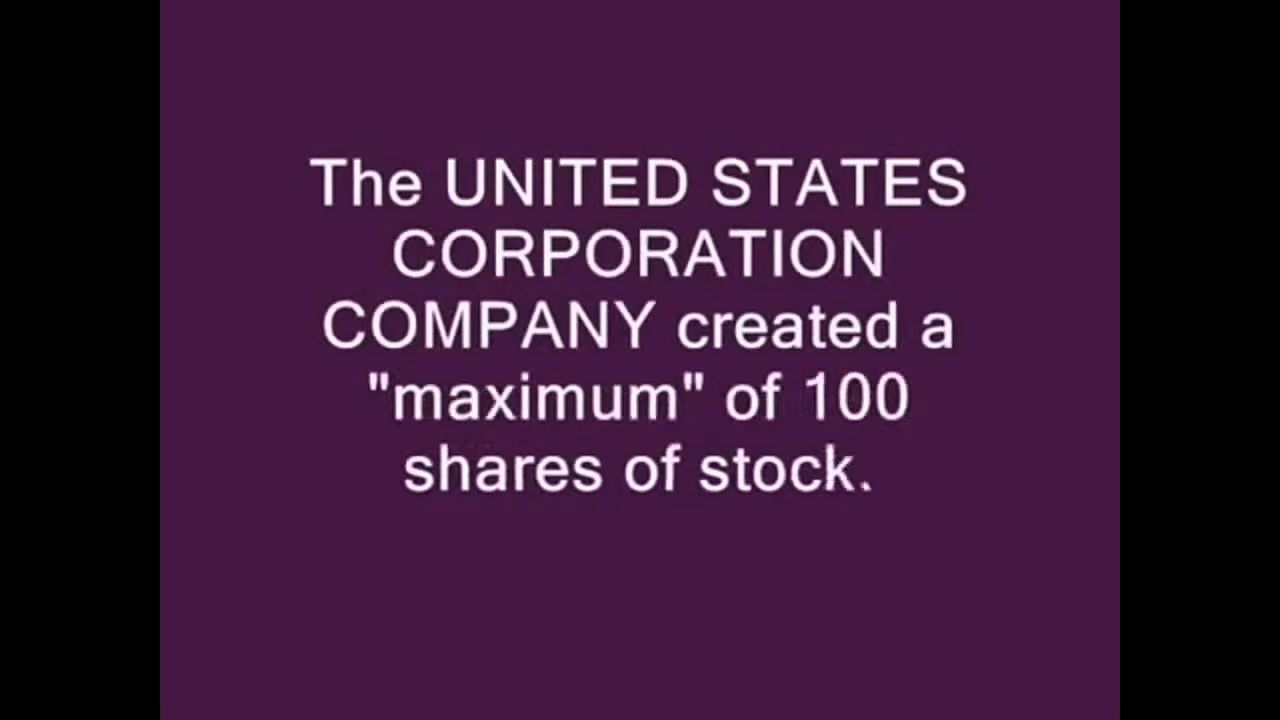 The UNITED STATES
CORPORATION
COMPANY created a
"maximum" of 100
shares of stock.